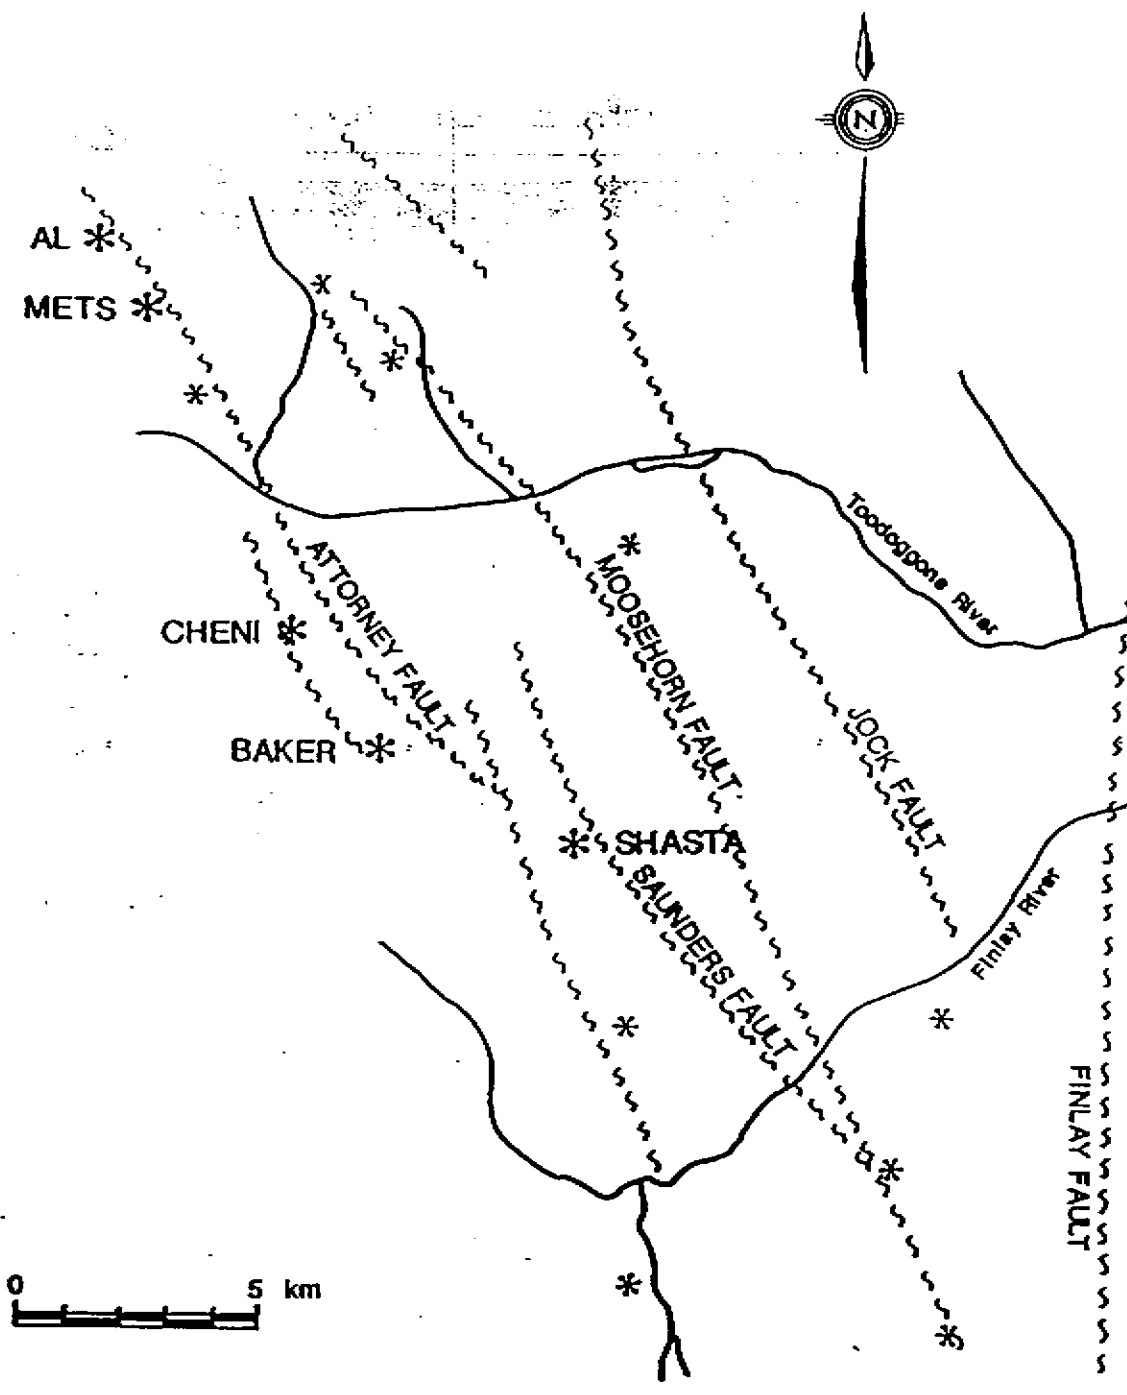 N
AL
METS
Toodoggone River
ATTORNEY FAULT
MOOSEHORN FAULT
CHENI
JOCK FAULT
BAKER
SHASTA
SAUNDERS FAULT
Finlay River
FINLAY FAULT
0 5 km